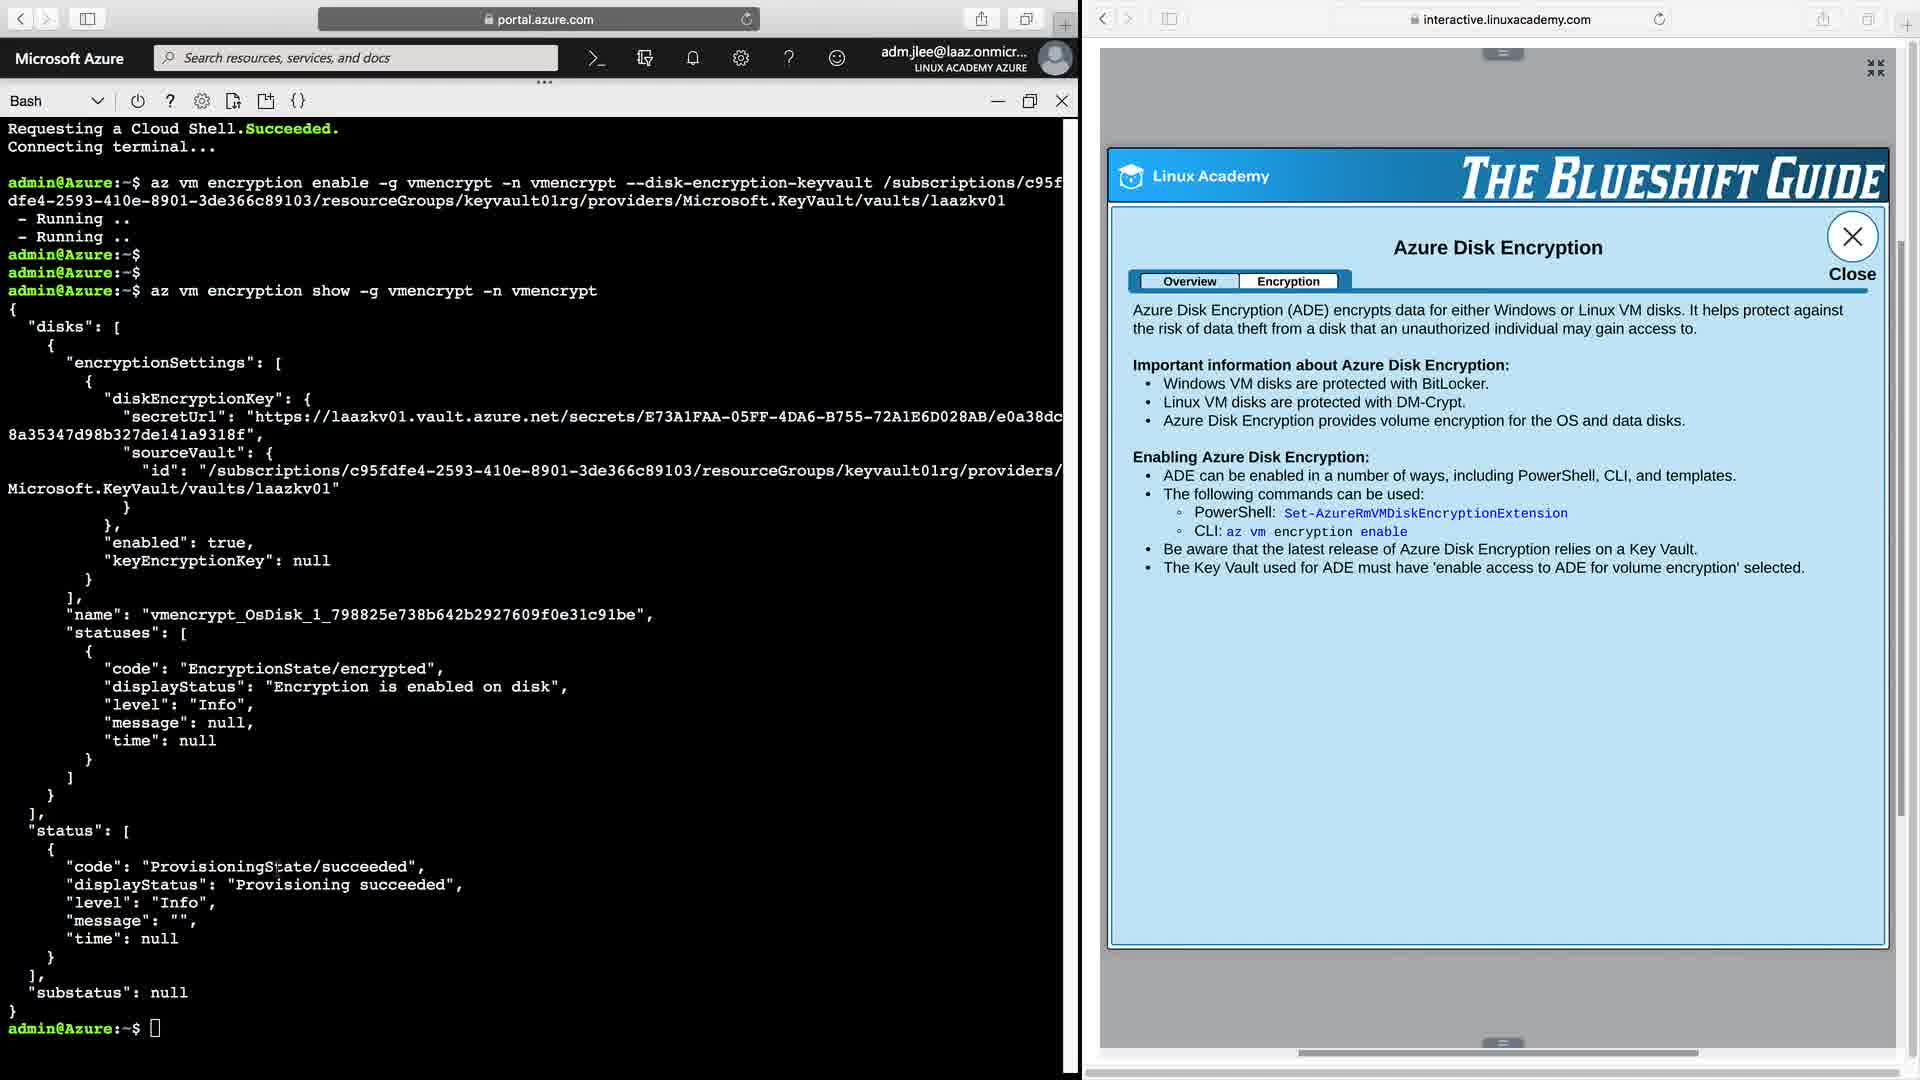 portal.azure.com
Microsoft Azure
Search resources, services, and docs
adm.jlee@laaz.onmicr...
LINUX ACADEMY AZURE
Bash
Requesting a Cloud Shell.Succeeded.
Connecting terminal...
admin@Azure:~$ az vm encryption enable -g vmencrypt -n vmencrypt --disk-encryption-keyvault /subscriptions/c95f
dfe4-2593-410e-8901-3de366c89103/resourceGroups/keyvault01rg/providers/Microsoft.KeyVault/vaults/laazkv01
- Running ..
- Running ..
admin@Azure:~$
admin@Azure:~$
admin@Azure:~$ az vm encryption show -g vmencrypt -n vmencrypt
{
"disks": [
{
"encryptionSettings": [
{
"diskEncryptionKey": {
"secretUrl": "https://laazkv01.vault.azure.net/secrets/E73A1FAA-05FF-4DA6-B755-72A1E6D028AB/e0a38dc
8a35347d98b327de141a9318f",
"sourceVault": {
"id": "/subscriptions/c95fdfe4-2593-410e-8901-3de366c89103/resourceGroups/keyvault01rg/providers/
Microsoft.KeyVault/vaults/laazkv01"
}
},
"enabled": true,
"keyEncryptionKey": null
}
],
"name": "vmencrypt_OsDisk_1_798825e738b642b2927609f0e31c91be",
"statuses": [
{
"code": "EncryptionState/encrypted",
"displayStatus": "Encryption is enabled on disk",
"level": "Info",
"message": null,
"time": null
}
]
}
],
"status": [
{
"code": "ProvisioningState/succeeded",
"displayStatus": "Provisioning succeeded",
"level": "Info",
"message": "",
"time": null
}
],
"substatus": null
}
admin@Azure:~$
interactive.linuxacademy.com
Linux Academy
THE BLUESHIFT GUIDE
Azure Disk Encryption
Close
Overview
Encryption
Azure Disk Encryption (ADE) encrypts data for either Windows or Linux VM disks. It helps protect against
the risk of data theft from a disk that an unauthorized individual may gain access to.
Important information about Azure Disk Encryption:
• Windows VM disks are protected with BitLocker.
• Linux VM disks are protected with DM-Crypt.
• Azure Disk Encryption provides volume encryption for the OS and data disks.
Enabling Azure Disk Encryption:
• ADE can be enabled in a number of ways, including PowerShell, CLI, and templates.
• The following commands can be used:
◦ PowerShell: Set-AzureRmVMDiskEncryptionExtension
◦ CLI: az vm encryption enable
• Be aware that the latest release of Azure Disk Encryption relies on a Key Vault.
• The Key Vault used for ADE must have 'enable access to ADE for volume encryption' selected.